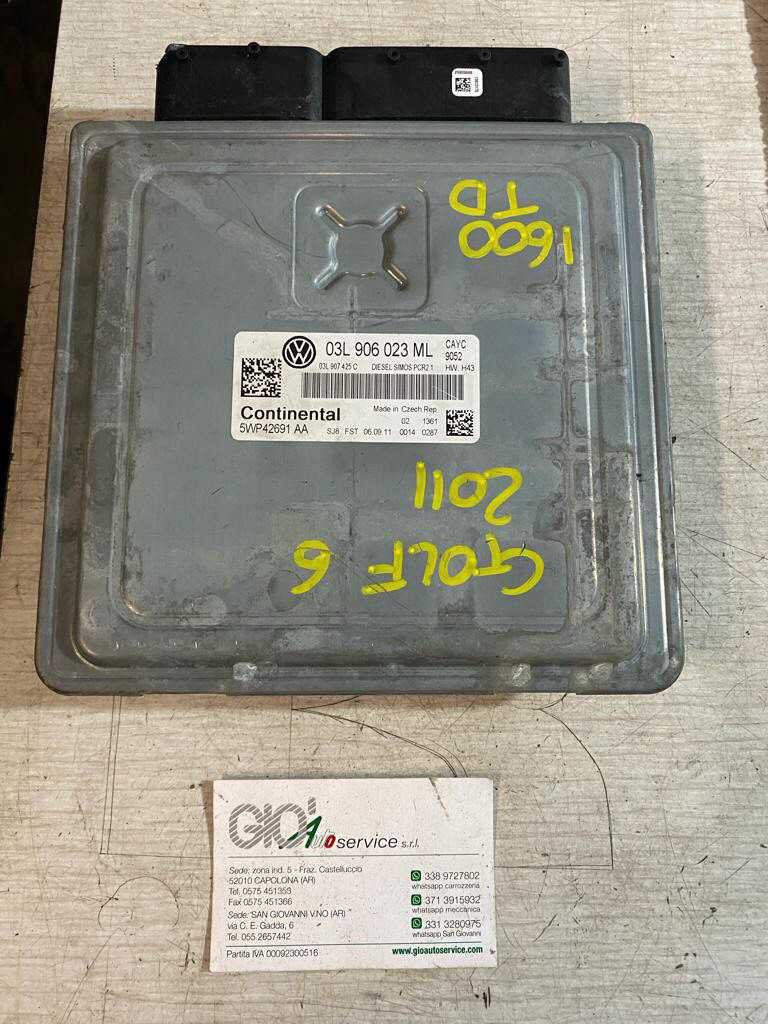 1600
TD
03L 906 023 ML
CAYC
9052
03L 907 425 C DIESEL SIMOS PCR2.1 HW. H43
Continental
5WP42691 AA
Made in Czech Rep.
02 1361
SJ8 FST 06.09.11 0014 0287
2011
GOLF 6
GIO' Autoservice s.r.l.
Sede: zona ind. 5 - Fraz. Castelluccio
52010 CAPOLONA (AR)
Tel. 0575 451353
Fax 0575 451366
Sede: SAN GIOVANNI V.NO (AR)
via C. E. Gadda, 6
Tel. 055 2657442
Partita IVA 00092300516
338 9727802
whatsapp carrozzeria
371 3915932
whatsapp meccanica
331 3280975
whatsapp San Giovanni
www.gioautoservice.com